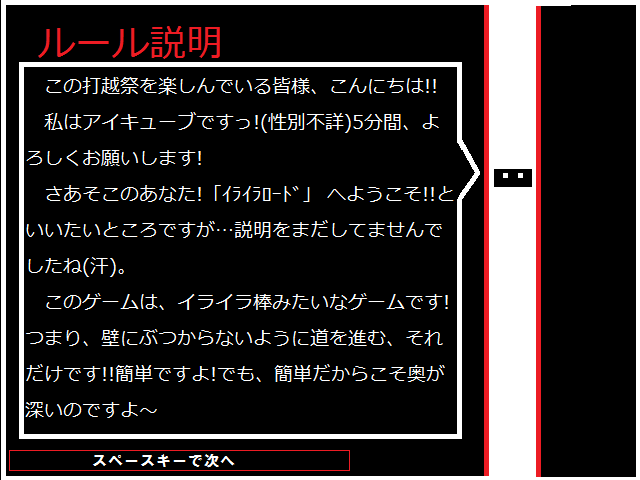 ルール説明
この打越祭を楽しんでいる皆様、こんにちは!!
私はアイキューブですっ!(性別不詳)5分間、よ
ろしくお願いします!
さあそこのあなた!「ｲﾗｲﾗﾛｰﾄﾞ」 へようこそ!!と
いいたいところですが…説明をまだしてませんで
したね(汗)。
このゲームは、イライラ棒みたいなゲームです!
つまり、壁にぶつからないように道を進む、それ
だけです!!簡単ですよ!でも、簡単だからこそ奥が
深いのですよ～
スペースキーで次へ